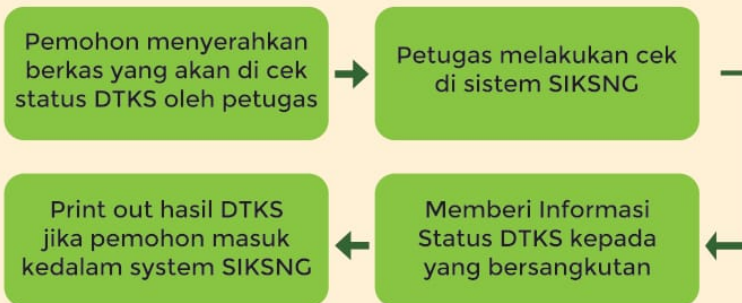 Pemohon menyerahkan
berkas yang akan di cek
status DTKS oleh petugas
Petugas melakukan cek
di sistem SIKSNG
Memberi Informasi
Status DTKS kepada
yang bersangkutan
Print out hasil DTKS
jika pemohon masuk
kedalam system SIKSNG